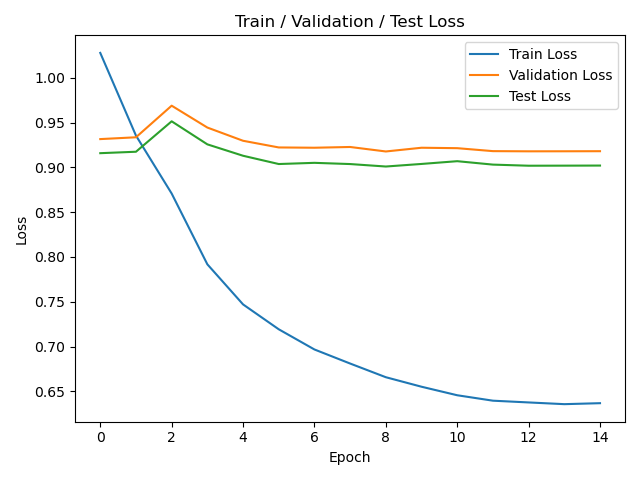 Train / Validation / Test Loss
Train Loss
Validation Loss
Test Loss
1.00
0.95
0.90
0.85
0.80
0.75
0.70
0.65
Loss
0 2 4 6 8 10 12 14
Epoch